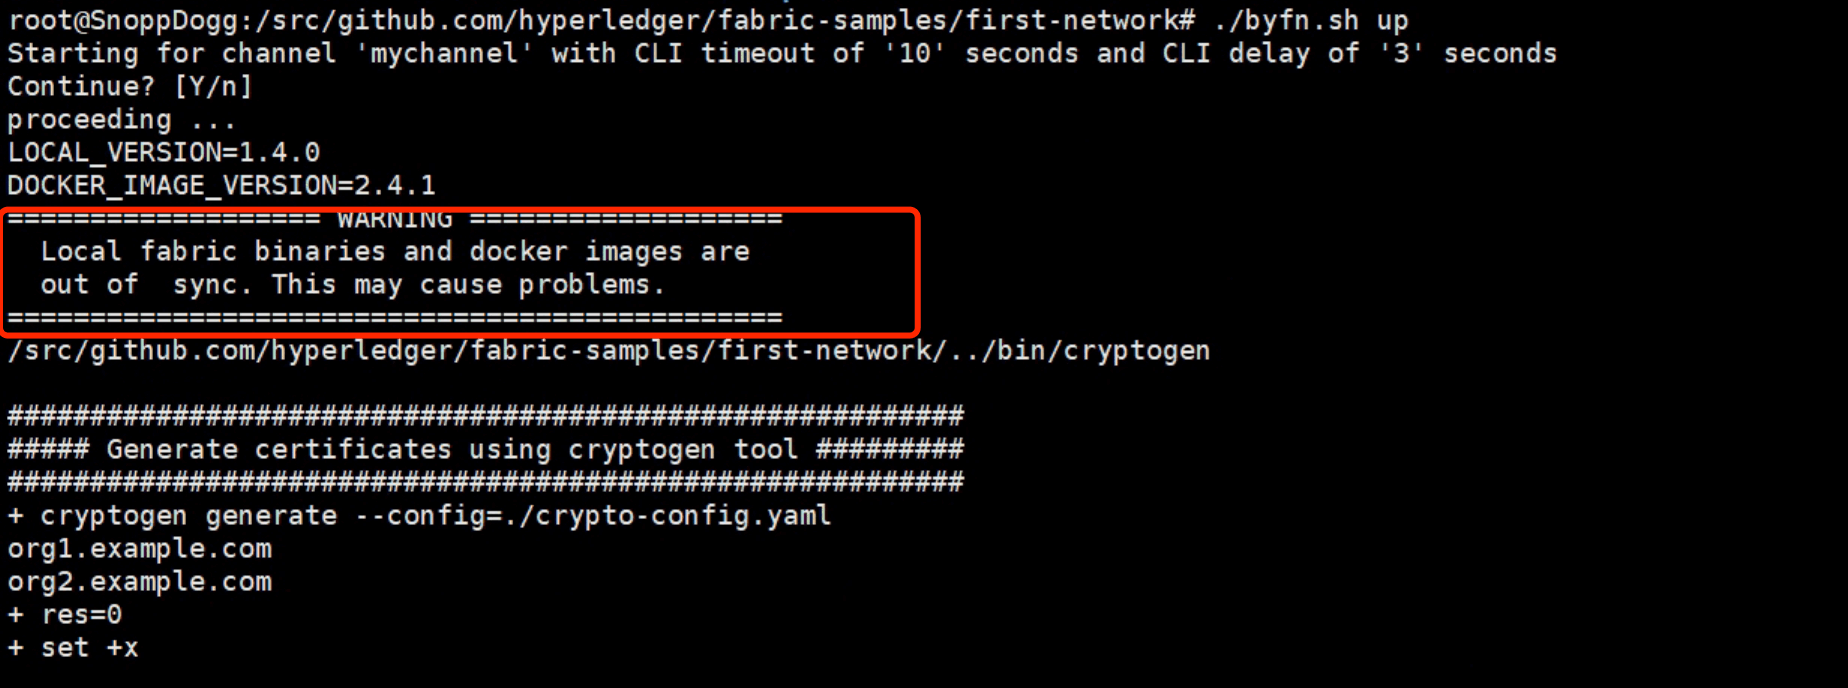 root@SnoppDogg:/src/github.com/hyperledger/fabric-samples/first-network# ./byfn.sh up
Starting for channel 'mychannel' with CLI timeout of '10' seconds and CLI delay of '3' seconds
Continue? [Y/n]
proceeding ...
LOCAL_VERSION=1.4.0
DOCKER_IMAGE_VERSION=2.4.1
=================== WARNING ===================
  Local fabric binaries and docker images are
  out of  sync. This may cause problems.
===============================================
/src/github.com/hyperledger/fabric-samples/first-network/../bin/cryptogen

##########################################################
##### Generate certificates using cryptogen tool #########
##########################################################
+ cryptogen generate --config=./crypto-config.yaml
org1.example.com
org2.example.com
+ res=0
+ set +x